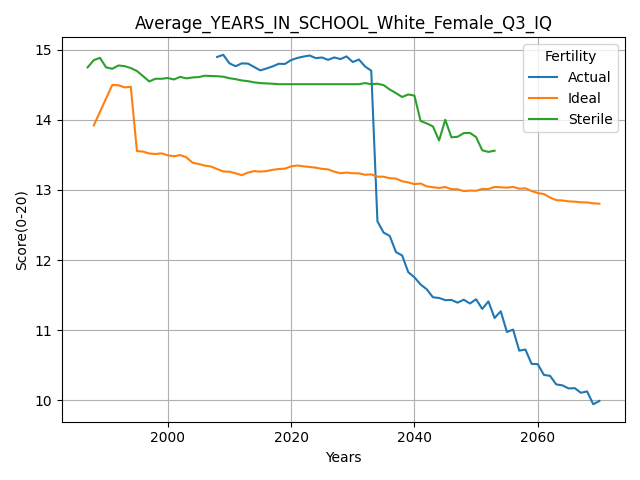 Average_YEARS_IN_SCHOOL_White_Female_Q3_IQ
Fertility
Actual
Ideal
Sterile
Score(0-20)
15
14
13
12
11
10
2000 2020 2040 2060
Years